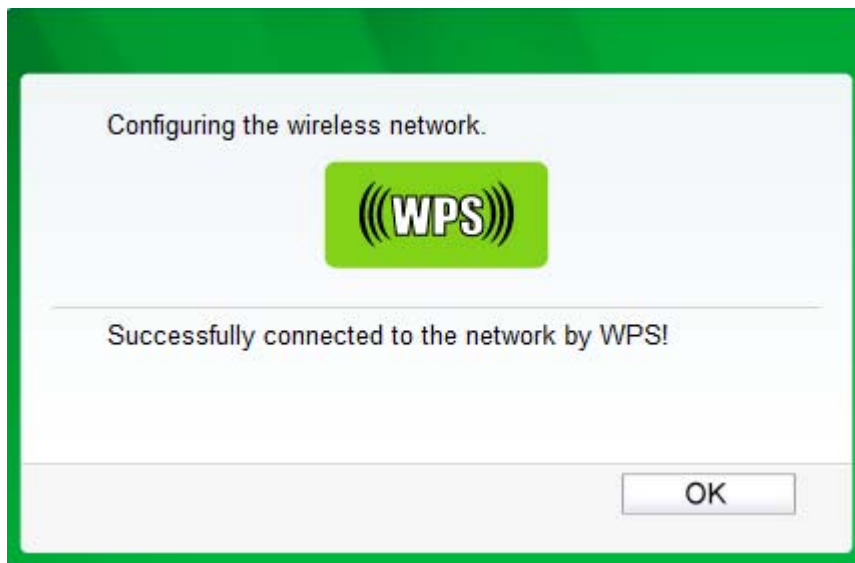 Configuring the wireless network.
WPS
Successfully connected to the network by WPS!
OK